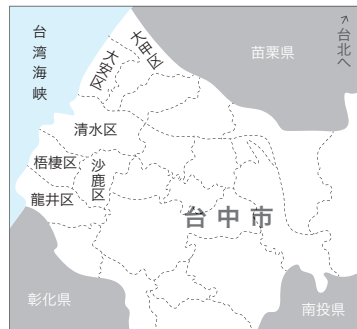 台湾海峡
大甲区
大安区
苗栗県
↗台北へ
清水区
梧棲区
沙鹿区
龍井区
台中市
彰化県
南投県